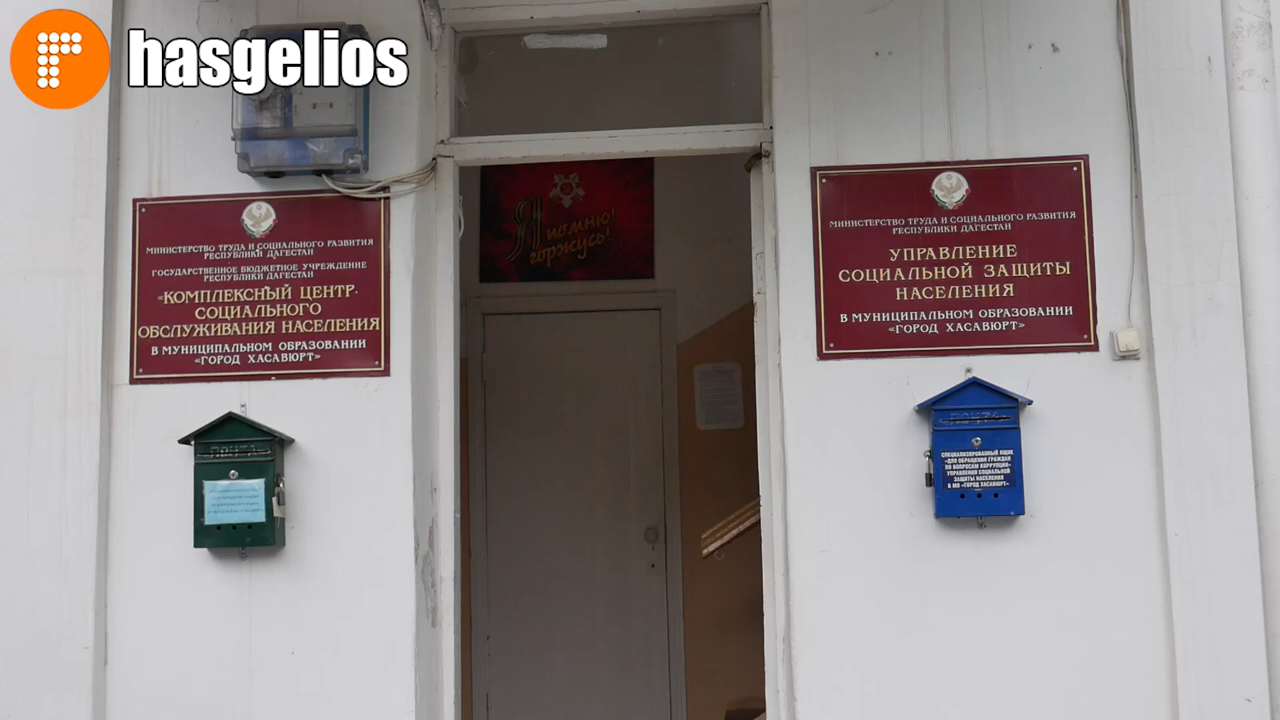 hasgelios
МИНИСТЕРСТВО ТРУДА И СОЦИАЛЬНОГО РАЗВИТИЯ
РЕСПУБЛИКИ ДАГЕСТАН
ГОСУДАРСТВЕННОЕ БЮДЖЕТНОЕ УЧРЕЖДЕНИЕ
РЕСПУБЛИКИ ДАГЕСТАН
«КОМПЛЕКСНЫЙ ЦЕНТР
СОЦИАЛЬНОГО
ОБСЛУЖИВАНИЯ НАСЕЛЕНИЯ
В МУНИЦИПАЛЬНОМ ОБРАЗОВАНИИ
«ГОРОД ХАСАВЮРТ»
ПОЧТА
Я помню!
горжусь!
МИНИСТЕРСТВО ТРУДА И СОЦИАЛЬНОГО РАЗВИТИЯ
РЕСПУБЛИКИ ДАГЕСТАН
УПРАВЛЕНИЕ
СОЦИАЛЬНОЙ ЗАЩИТЫ
НАСЕЛЕНИЯ
В МУНИЦИПАЛЬНОМ ОБРАЗОВАНИИ
«ГОРОД ХАСАВЮРТ»
ПОЧТА
СПЕЦИАЛИЗИРОВАННЫЙ ЯЩИК
«ДЛЯ ОБРАЩЕНИЯ ГРАЖДАН
ПО ВОПРОСАМ КОРРУПЦИИ»
УПРАВЛЕНИЯ СОЦИАЛЬНОЙ
ЗАЩИТЫ НАСЕЛЕНИЯ
В МО «ГОРОД ХАСАВЮРТ»